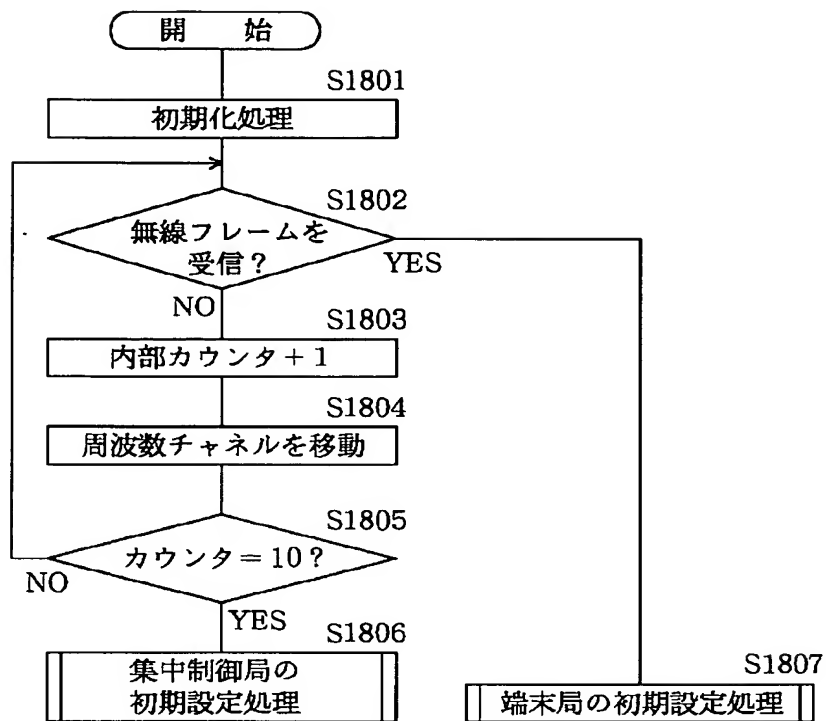 開 始
S1801
初期化処理
S1802
無線フレームを
受信？
YES
NO
S1803
内部カウンタ＋1
S1804
周波数チャネルを移動
S1805
カウンタ＝10？
NO
YES
S1806
集中制御局の
初期設定処理
S1807
端末局の初期設定処理